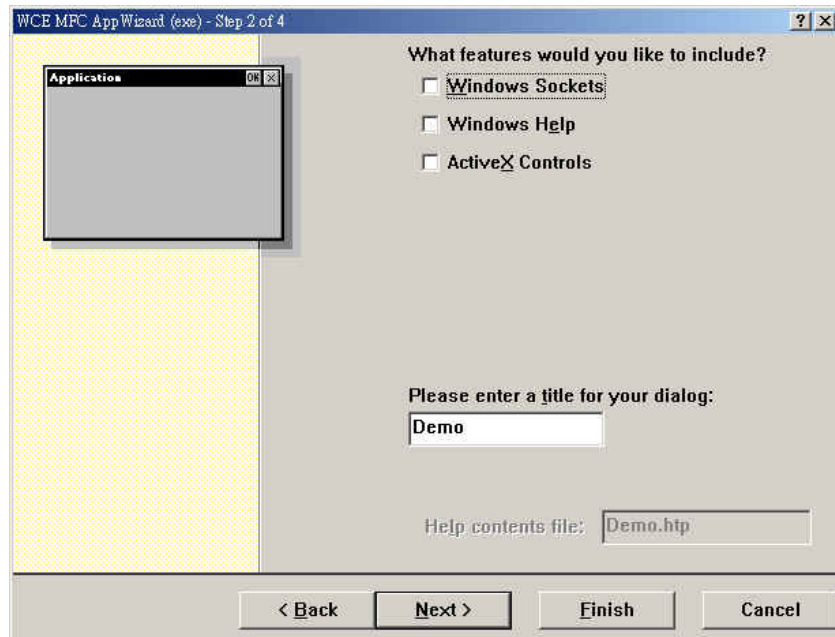 WCE MFC AppWizard (exe) - Step 2 of 4
Application
OK
What features would you like to include?
Windows Sockets
Windows Help
ActiveX Controls
Please enter a title for your dialog:
Demo
Help contents file:
Demo.htp
< Back
Next >
Finish
Cancel